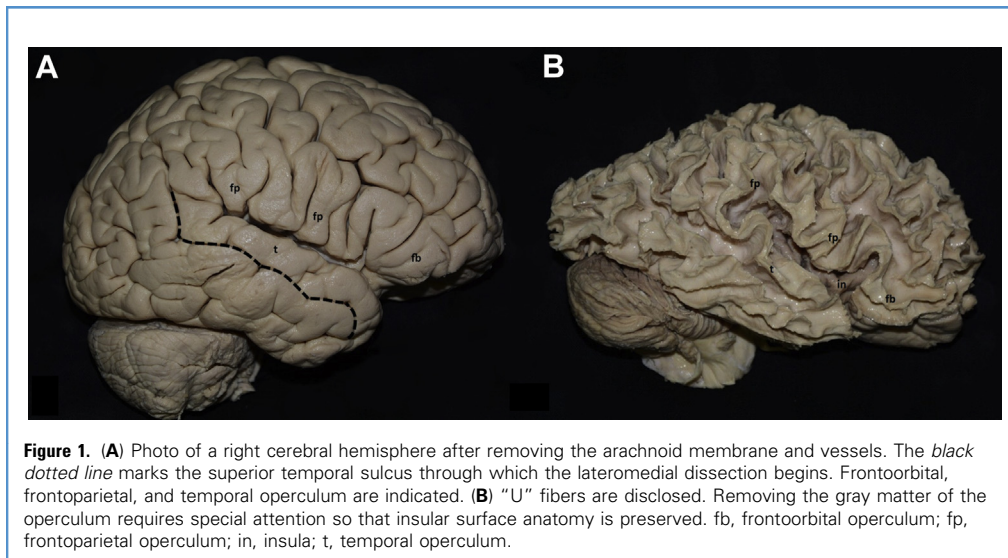 A
B
fp
fp
t
fb
fp
fp
t
in
fb
Figure 1. (A) Photo of a right cerebral hemisphere after removing the arachnoid membrane and vessels. The black
dotted line marks the superior temporal sulcus through which the lateromedial dissection begins. Frontoorbital,
frontoparietal, and temporal operculum are indicated. (B) “U” fibers are disclosed. Removing the gray matter of the
operculum requires special attention so that insular surface anatomy is preserved. fb, frontoorbital operculum; fp,
frontoparietal operculum; in, insula; t, temporal operculum.